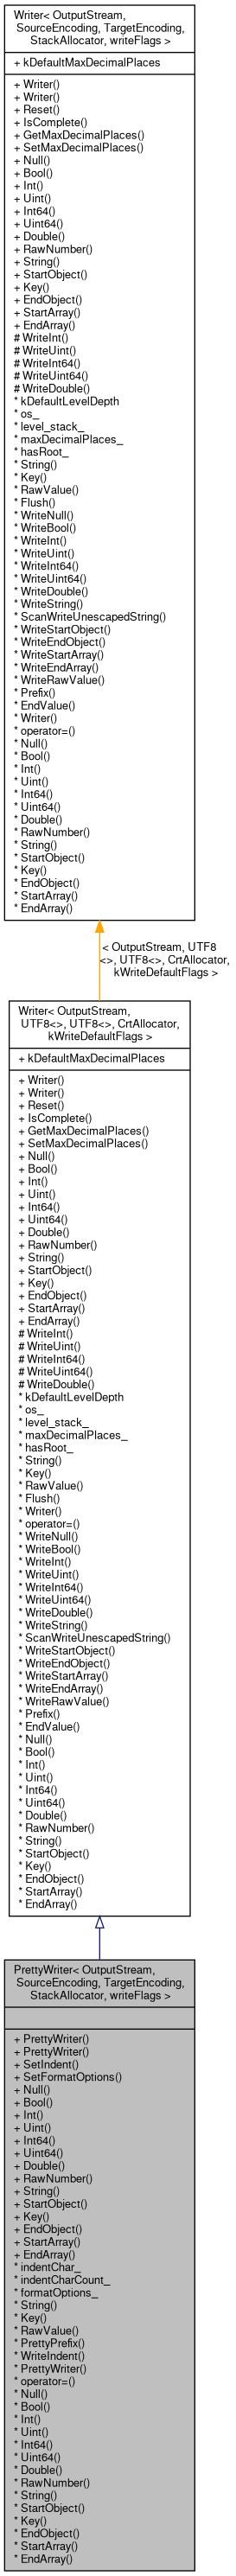 Writer< OutputStream,
SourceEncoding, TargetEncoding,
StackAllocator, writeFlags >
+ kDefaultMaxDecimalPlaces
+ Writer()
+ Writer()
+ Reset()
+ IsComplete()
+ GetMaxDecimalPlaces()
+ SetMaxDecimalPlaces()
+ Null()
+ Bool()
+ Int()
+ Uint()
+ Int64()
+ Uint64()
+ Double()
+ RawNumber()
+ String()
+ StartObject()
+ Key()
+ EndObject()
+ StartArray()
+ EndArray()
# WriteInt()
# WriteUint()
# WriteInt64()
# WriteUint64()
# WriteDouble()
* kDefaultLevelDepth
* os_
* level_stack_
* maxDecimalPlaces_
* hasRoot_
* String()
* Key()
* RawValue()
* Flush()
* WriteNull()
* WriteBool()
* WriteInt()
* WriteUint()
* WriteInt64()
* WriteUint64()
* WriteDouble()
* WriteString()
* ScanWriteUnescapedString()
* WriteStartObject()
* WriteEndObject()
* WriteStartArray()
* WriteEndArray()
* WriteRawValue()
* Prefix()
* EndValue()
* Writer()
* operator=()
* Null()
* Bool()
* Int()
* Uint()
* Int64()
* Uint64()
* Double()
* RawNumber()
* String()
* StartObject()
* Key()
* EndObject()
* StartArray()
* EndArray()
< OutputStream, UTF8
<>, UTF8<>, CrtAllocator,
kWriteDefaultFlags >
Writer< OutputStream,
UTF8<>, UTF8<>, CrtAllocator,
kWriteDefaultFlags >
+ kDefaultMaxDecimalPlaces
+ Writer()
+ Writer()
+ Reset()
+ IsComplete()
+ GetMaxDecimalPlaces()
+ SetMaxDecimalPlaces()
+ Null()
+ Bool()
+ Int()
+ Uint()
+ Int64()
+ Uint64()
+ Double()
+ RawNumber()
+ String()
+ StartObject()
+ Key()
+ EndObject()
+ StartArray()
+ EndArray()
# WriteInt()
# WriteUint()
# WriteInt64()
# WriteUint64()
# WriteDouble()
* kDefaultLevelDepth
* os_
* level_stack_
* maxDecimalPlaces_
* hasRoot_
* String()
* Key()
* RawValue()
* Flush()
* Writer()
* operator=()
* WriteNull()
* WriteBool()
* WriteInt()
* WriteUint()
* WriteInt64()
* WriteUint64()
* WriteDouble()
* WriteString()
* ScanWriteUnescapedString()
* WriteStartObject()
* WriteEndObject()
* WriteStartArray()
* WriteEndArray()
* WriteRawValue()
* Prefix()
* EndValue()
* Null()
* Bool()
* Int()
* Uint()
* Int64()
* Uint64()
* Double()
* RawNumber()
* String()
* StartObject()
* Key()
* EndObject()
* StartArray()
* EndArray()
PrettyWriter< OutputStream,
SourceEncoding, TargetEncoding,
StackAllocator, writeFlags >
+ PrettyWriter()
+ PrettyWriter()
+ SetIndent()
+ SetFormatOptions()
+ Null()
+ Bool()
+ Int()
+ Uint()
+ Int64()
+ Uint64()
+ Double()
+ RawNumber()
+ String()
+ StartObject()
+ Key()
+ EndObject()
+ StartArray()
+ EndArray()
* indentChar_
* indentCharCount_
* formatOptions_
* String()
* Key()
* RawValue()
* PrettyPrefix()
* WriteIndent()
* PrettyWriter()
* operator=()
* Null()
* Bool()
* Int()
* Uint()
* Int64()
* Uint64()
* Double()
* RawNumber()
* String()
* StartObject()
* Key()
* EndObject()
* StartArray()
* EndArray()